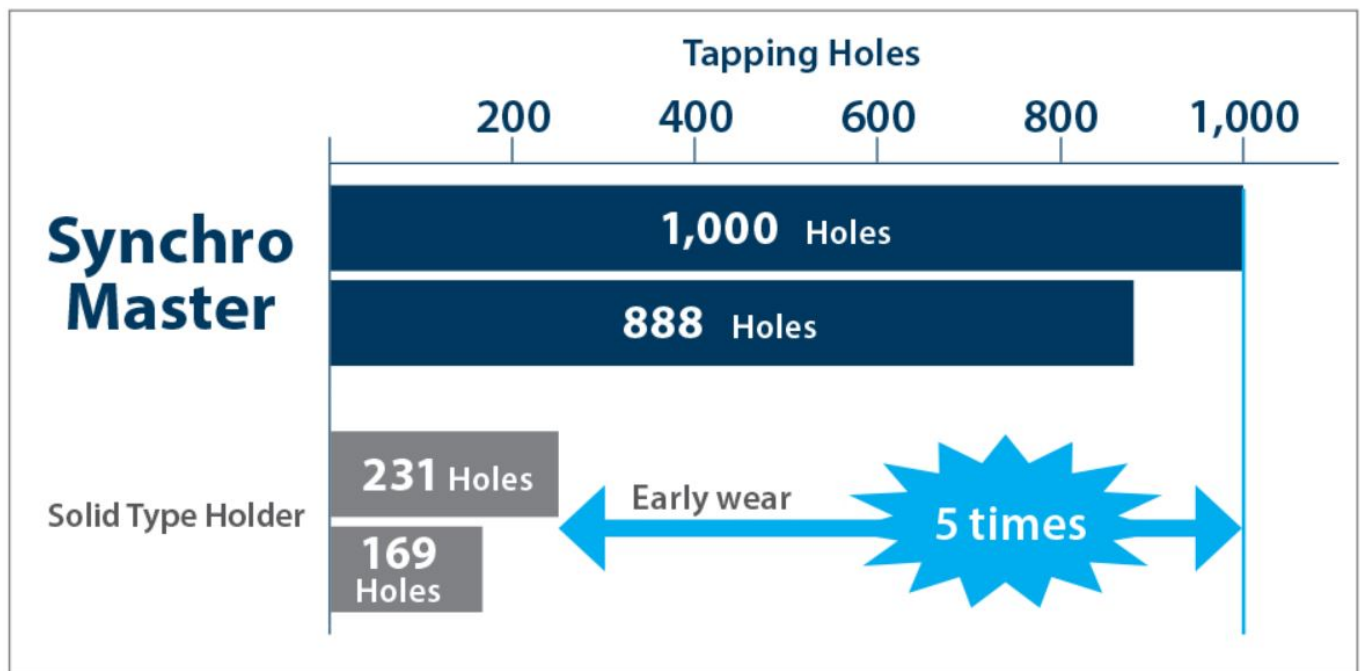 Tapping Holes
200 400 600 800 1,000
Synchro
Master
1,000 Holes
888 Holes
Solid Type Holder
231 Holes
169
Holes
Early wear
5 times